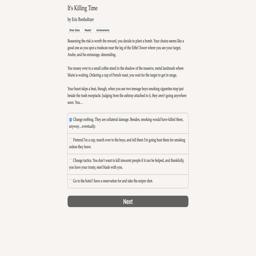 It's Killing Time
by Eric Bonholtzer
Show Stats Restart Achievements
Reasoning the risk is worth the reward, you decide to plant a bomb. Your choice seems like a
good one as you spot a trashcan near the leg of the Eiffel Tower where you see your target,
and his entourage, descending.
You mosey over to a small coffee stand in the shadow of the massive, metal landmark where
is waiting. Ordering a cup of French roast, you wait for the target to get in range.
Your heart skips a beat, though, when you see two teenage boys smoking cigarettes stop just
beside the trash receptacle. Judging from the ashtray attached to it, they aren't going anywhere
soon. You...
Change nothing. They are collateral damage. Besides, smoking would have killed them,
anyway...eventually.
Pretend I'm a cop, march over to the boys, and tell them I'm going bust them for smoking
unless they leave.
Change tactics. You don't want to kill innocent people if it can be helped, and thankfully
you have your trusty, steel blade with you.
Go to the hotel I have a reservation for and take the sniper shot.
Next